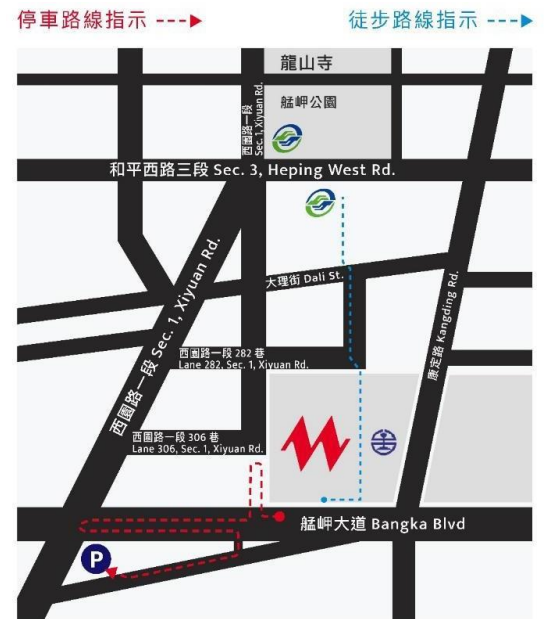 停車路線指示
徒步路線指示
龍山寺
艋舺公園
西園路一段
Sec. 1, Xiyuan Rd.
和平西路三段 Sec. 3, Heping West Rd.
大理街 Dali St.
西園路一段 Sec. 1, Xiyuan Rd.
康定路 Kangding Rd.
西園路一段 282 巷
Lane 282, Sec. 1, Xiyuan Rd.
西園路一段 306 巷
Lane 306, Sec. 1, Xiyuan Rd.
艋舺大道 Bangka Blvd
P